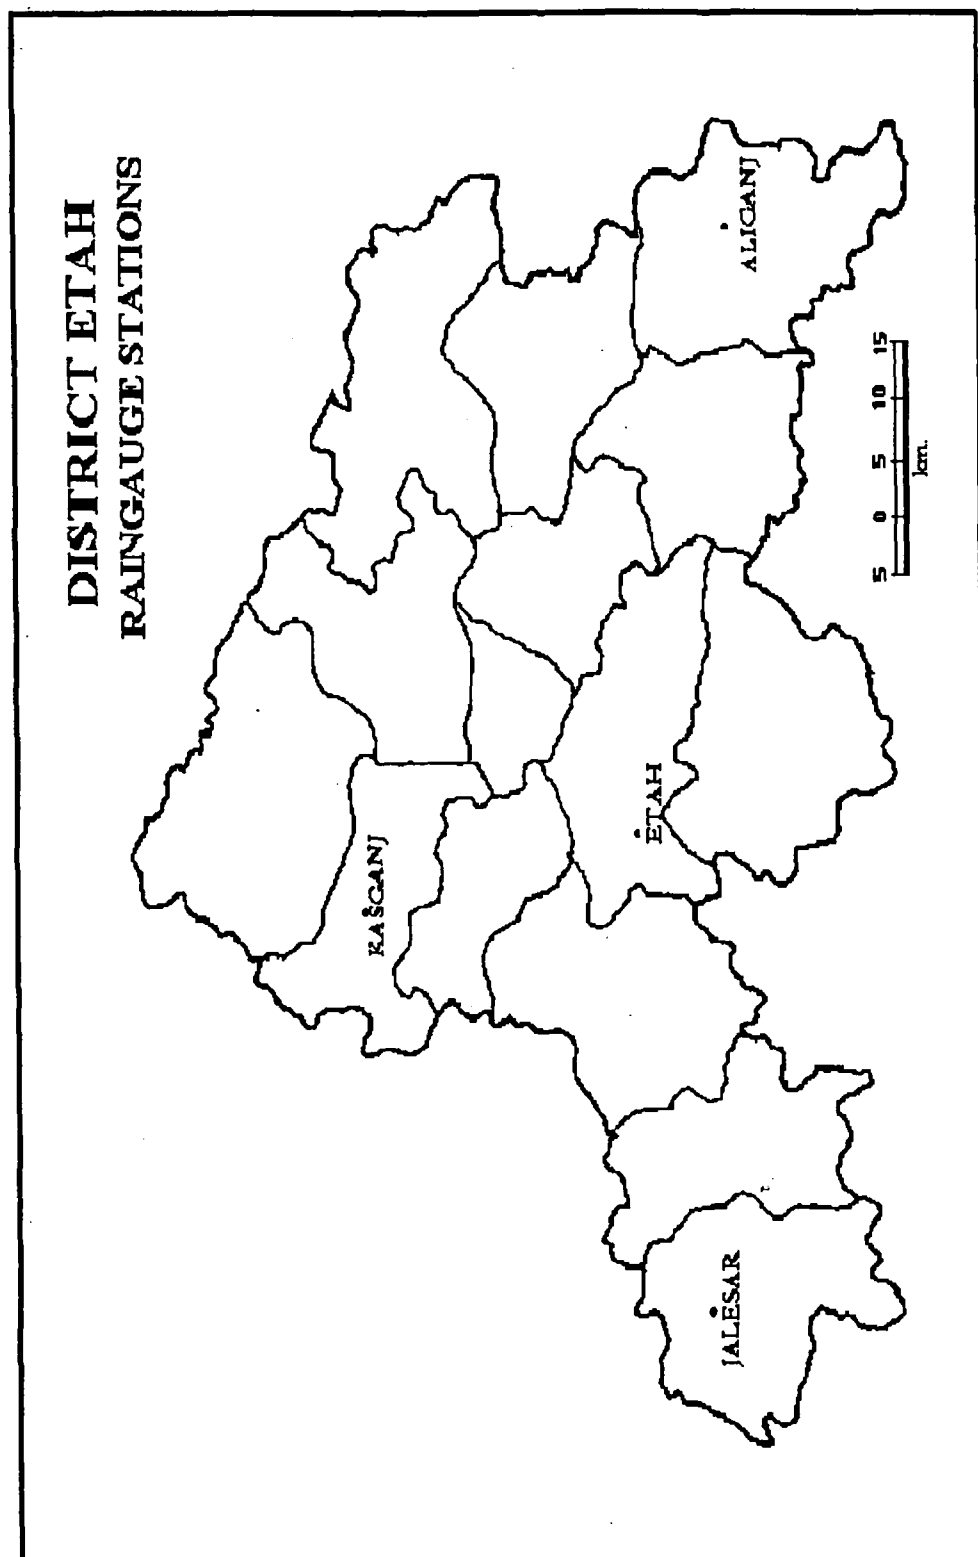 DISTRICT ETAH
RAINGAUGE STATIONS
KASGANJ
ALIGANJ
ETAH
JALESAR
5 0 5 10 15
km.